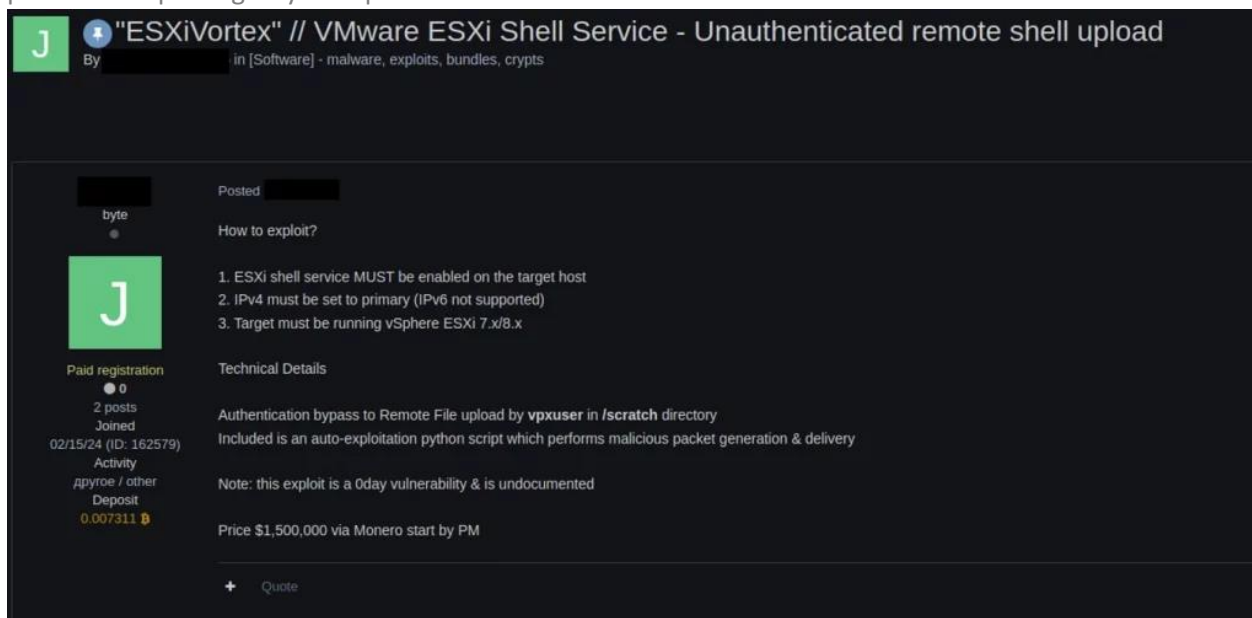 J
"ESXiVortex" // VMware ESXi Shell Service - Unauthenticated remote shell upload
By
in [Software] - malware, exploits, bundles, crypts
Posted
byte
How to exploit?
J
1. ESXi shell service MUST be enabled on the target host
2. IPv4 must be set to primary (IPv6 not supported)
3. Target must be running vSphere ESXi 7.x/8.x
Paid registration
0
2 posts
Joined
02/15/24 (ID: 162579)
Activity
другое / other
Deposit
0.007311 ₿
Technical Details
Authentication bypass to Remote File upload by vpxuser in /scratch directory
Included is an auto-exploitation python script which performs malicious packet generation & delivery
Note: this exploit is a 0day vulnerability & is undocumented
Price $1,500,000 via Monero start by PM
+ Quote